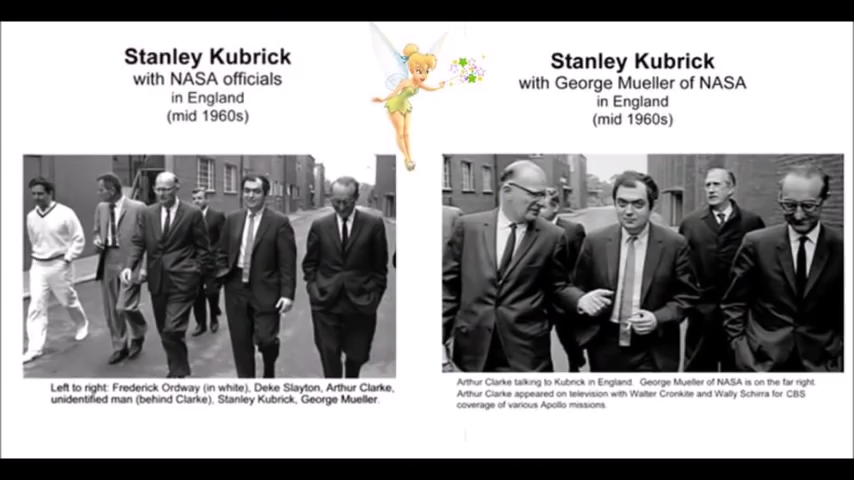 Stanley Kubrick
with NASA officials
in England
(mid 1960s)
Left to right: Frederick Ordway (in white), Deke Slayton, Arthur Clarke,
unidentified man (behind Clarke), Stanley Kubrick, George Mueller.
Stanley Kubrick
with George Mueller of NASA
in England
(mid 1960s)
Arthur Clarke talking to Kubrick in England. George Mueller of NASA is on the far right.
Arthur Clarke appeared on television with Walter Cronkite and Wally Schirra for CBS
coverage of various Apollo missions.